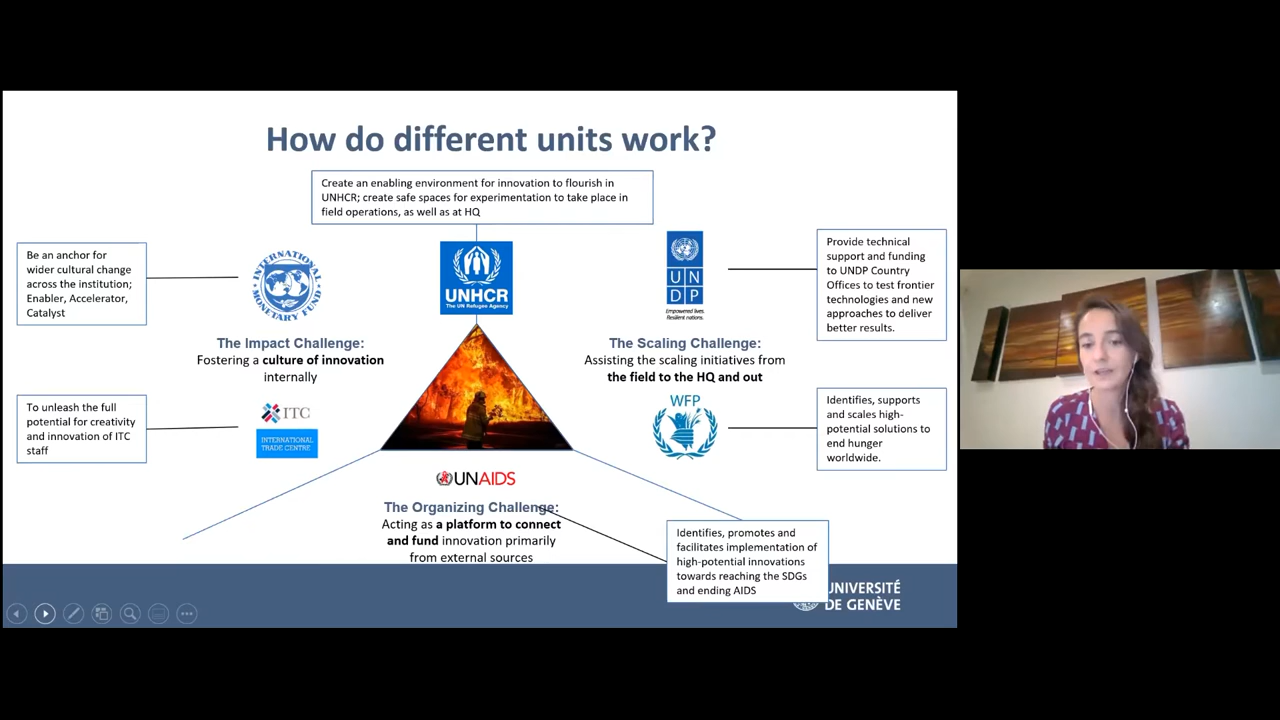 How do different units work?
Create an enabling environment for innovation to flourish in
UNHCR; create safe spaces for experimentation to take place in
field operations, as well as at HQ
Be an anchor for
wider cultural change
across the institution;
Enabler, Accelerator,
Catalyst
INTERNATIONAL
MONETARY FUND
UNHCR
The UN Refugee Agency
UN
DP
Empowered lives.
Resilient nations.
Provide technical
support and funding
to UNDP Country
Offices to test frontier
technologies and new
approaches to deliver
better results.
The Impact Challenge:
Fostering a culture of innovation
internally
The Scaling Challenge:
Assisting the scaling initiatives from
the field to the HQ and out
To unleash the full
potential for creativity
and innovation of ITC
staff
ITC
INTERNATIONAL
TRADE CENTRE
WFP
Identifies, supports
and scales high-
potential solutions to
end hunger
worldwide.
UNAIDS
The Organizing Challenge:
Acting as a platform to connect
and fund innovation primarily
from external sources
Identifies, promotes and
facilitates implementation of
high-potential innovations
towards reaching the SDGs
and ending AIDS
UNIVERSITÉ
DE GENÈVE